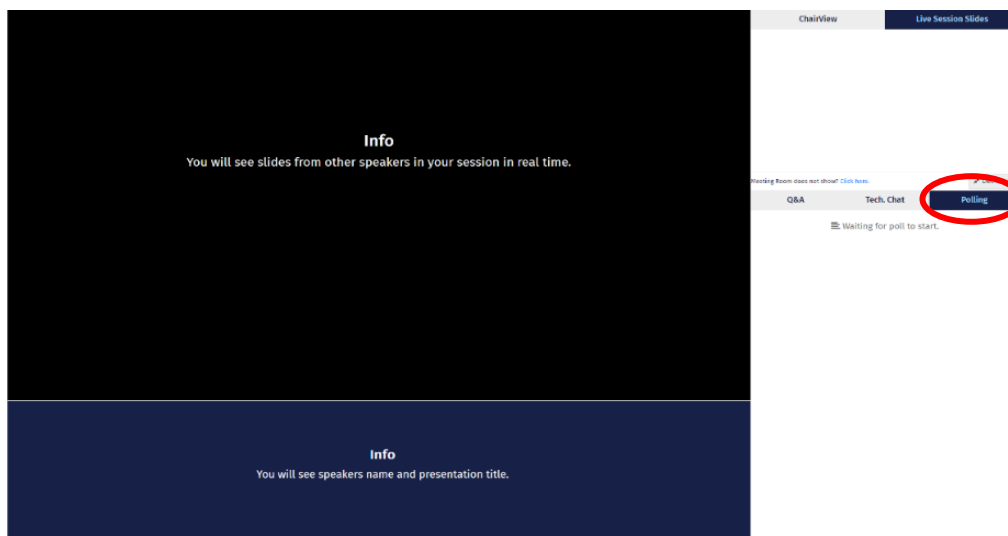 ChairView
Live Session Slides
Info
You will see slides from other speakers in your session in real time.
Meeting Room does not show? Click here.
Q&A
Tech. Chat
Polling
Waiting for poll to start.
Info
You will see speakers name and presentation title.